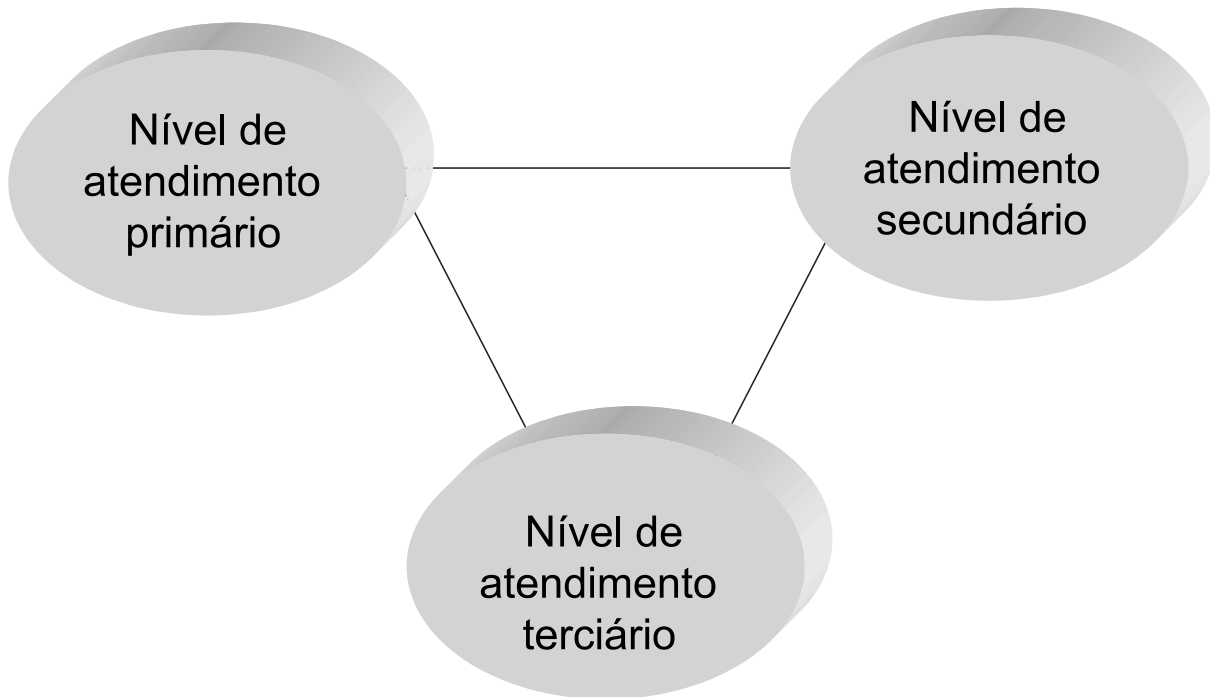 Nível de
atendimento
primário
Nível de
atendimento
secundário
Nível de
atendimento
terciário